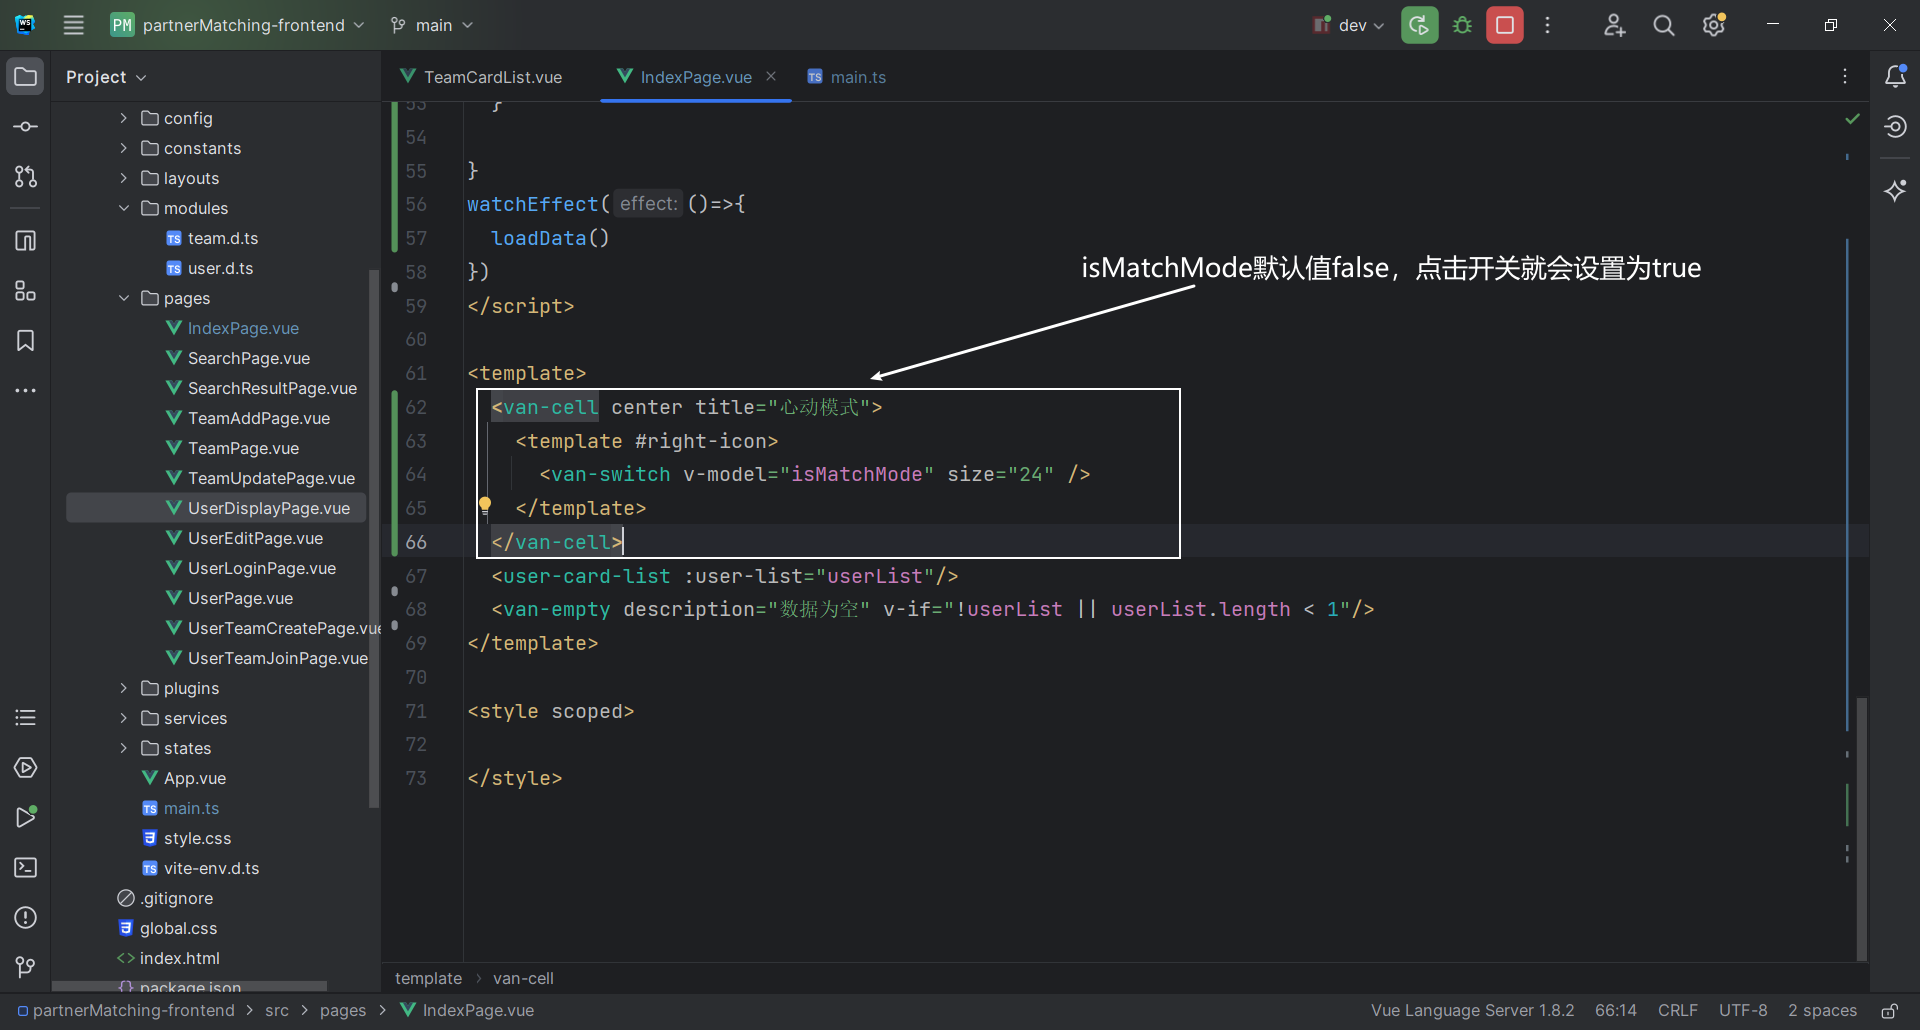 PM partnerMatching-frontend main dev
Project
TeamCardList.vue IndexPage.vue main.ts
config
constants
layouts
modules
team.d.ts
user.d.ts
pages
IndexPage.vue
SearchPage.vue
SearchResultPage.vue
TeamAddPage.vue
TeamPage.vue
TeamUpdatePage.vue
UserDisplayPage.vue
UserEditPage.vue
UserLoginPage.vue
UserPage.vue
UserTeamCreatePage.vue
UserTeamJoinPage.vue
plugins
services
states
App.vue
main.ts
style.css
vite-env.d.ts
.gitignore
global.css
index.html
package.json
53 }
54
55 }
56 watchEffect( effect: ()=>{
57 loadData()
58 })
59 </script>
60
61 <template>
62 <van-cell center title="心动模式">
63 <template #right-icon>
64 <van-switch v-model="isMatchMode" size="24" />
65 </template>
66 </van-cell>
67 <user-card-list :user-list="userList"/>
68 <van-empty description="数据为空" v-if="!userList || userList.length < 1"/>
69 </template>
70
71 <style scoped>
72
73 </style>
isMatchMode默认值false，点击开关就会设置为true
template > van-cell
partnerMatching-frontend > src > pages > IndexPage.vue
Vue Language Server 1.8.2 66:14 CRLF UTF-8 2 spaces